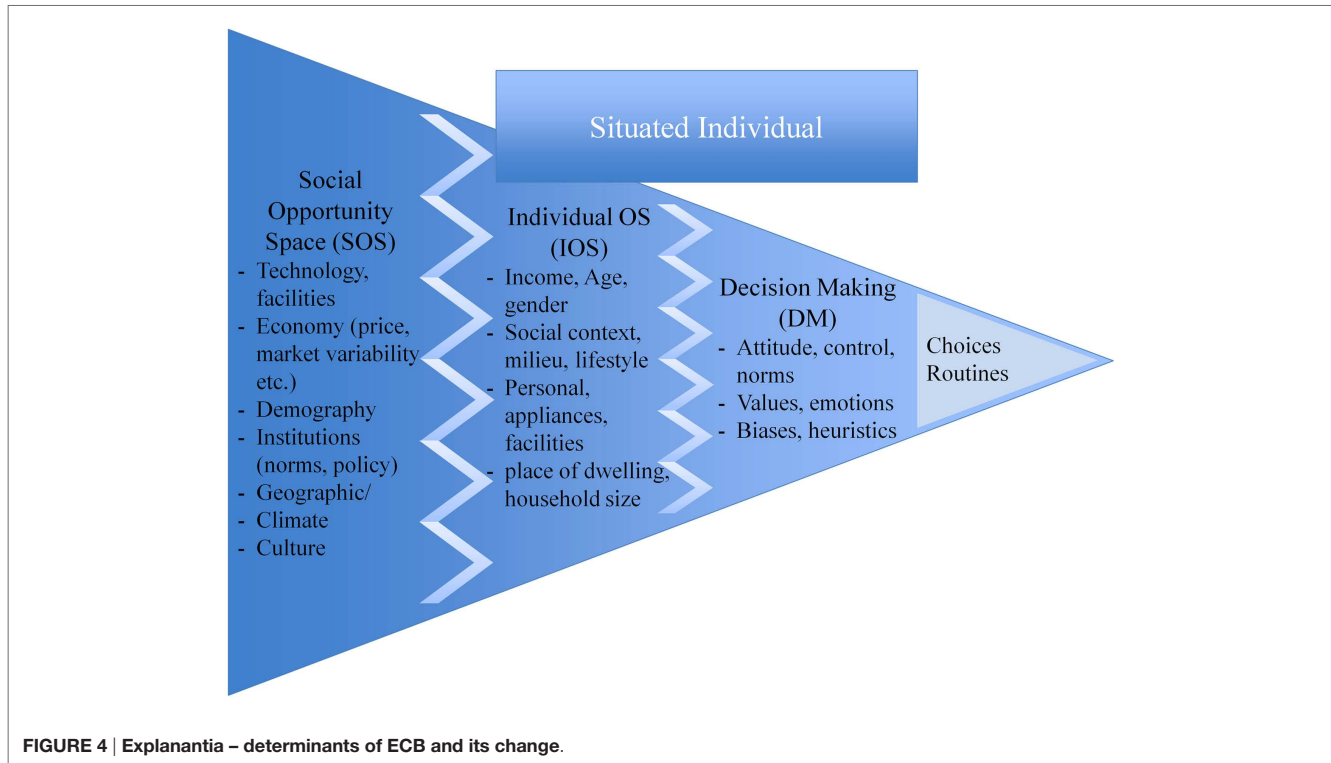 Situated Individual
Social
Opportunity
Space (SOS)
- Technology,
facilities
- Economy (price,
market variability
etc.)
- Demography
- Institutions
(norms, policy)
- Geographic/
- Climate
- Culture
Individual OS
(IOS)
- Income, Age,
gender
- Social context,
milieu, lifestyle
- Personal,
appliances,
facilities
- place of dwelling,
household size
Decision Making
(DM)
- Attitude, control,
norms
- Values, emotions
- Biases, heuristics
Choices
Routines
FIGURE 4 | Explanantia – determinants of ECB and its change.